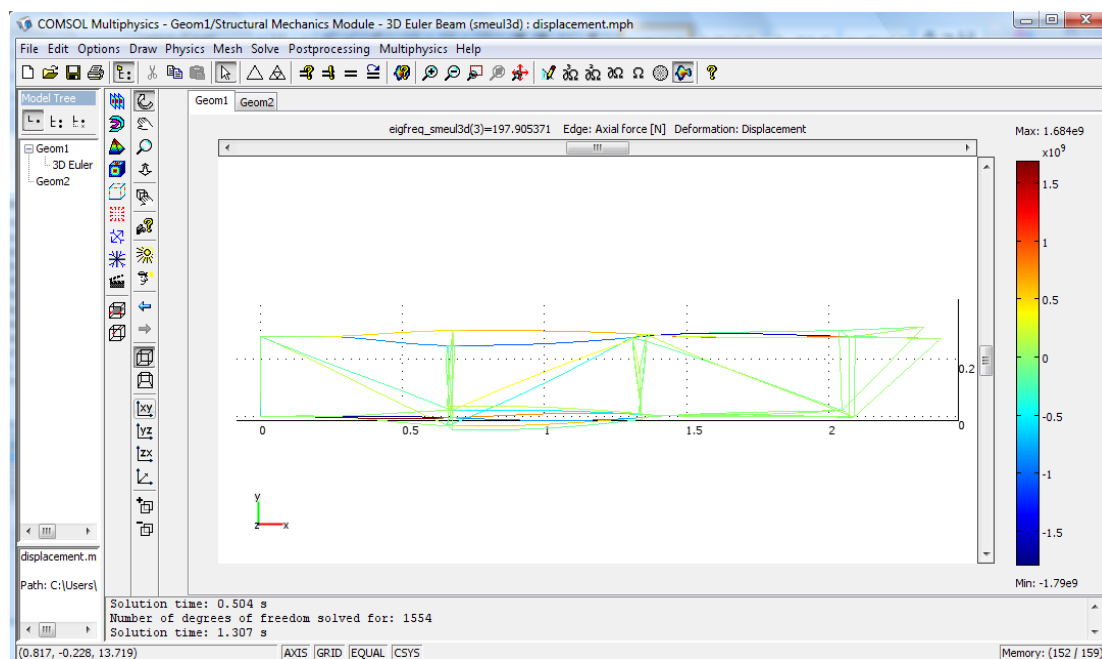 COMSOL Multiphysics - Geom1/Structural Mechanics Module - 3D Euler Beam (smeul3d) : displacement.mph
File Edit Options Draw Physics Mesh Solve Postprocessing Multiphysics Help
Model Tree
Geom1 Geom2
Geom1
3D Euler
Geom2
eigfreq_smeul3d(3)=197.905371 Edge: Axial force [N] Deformation: Displacement
Max: 1.684e9
x10^9
1.5
1
0.5
0
-0.5
-1
-1.5
Min: -1.79e9
0.2
0
0 0.5 1 1.5 2
y
z x
xy
yz
zx
displacement.m
Path: C:\Users\
Solution time: 0.504 s
Number of degrees of freedom solved for: 1554
Solution time: 1.307 s
(0.817, -0.228, 13.719) AXIS GRID EQUAL CSYS Memory: (152 / 159)